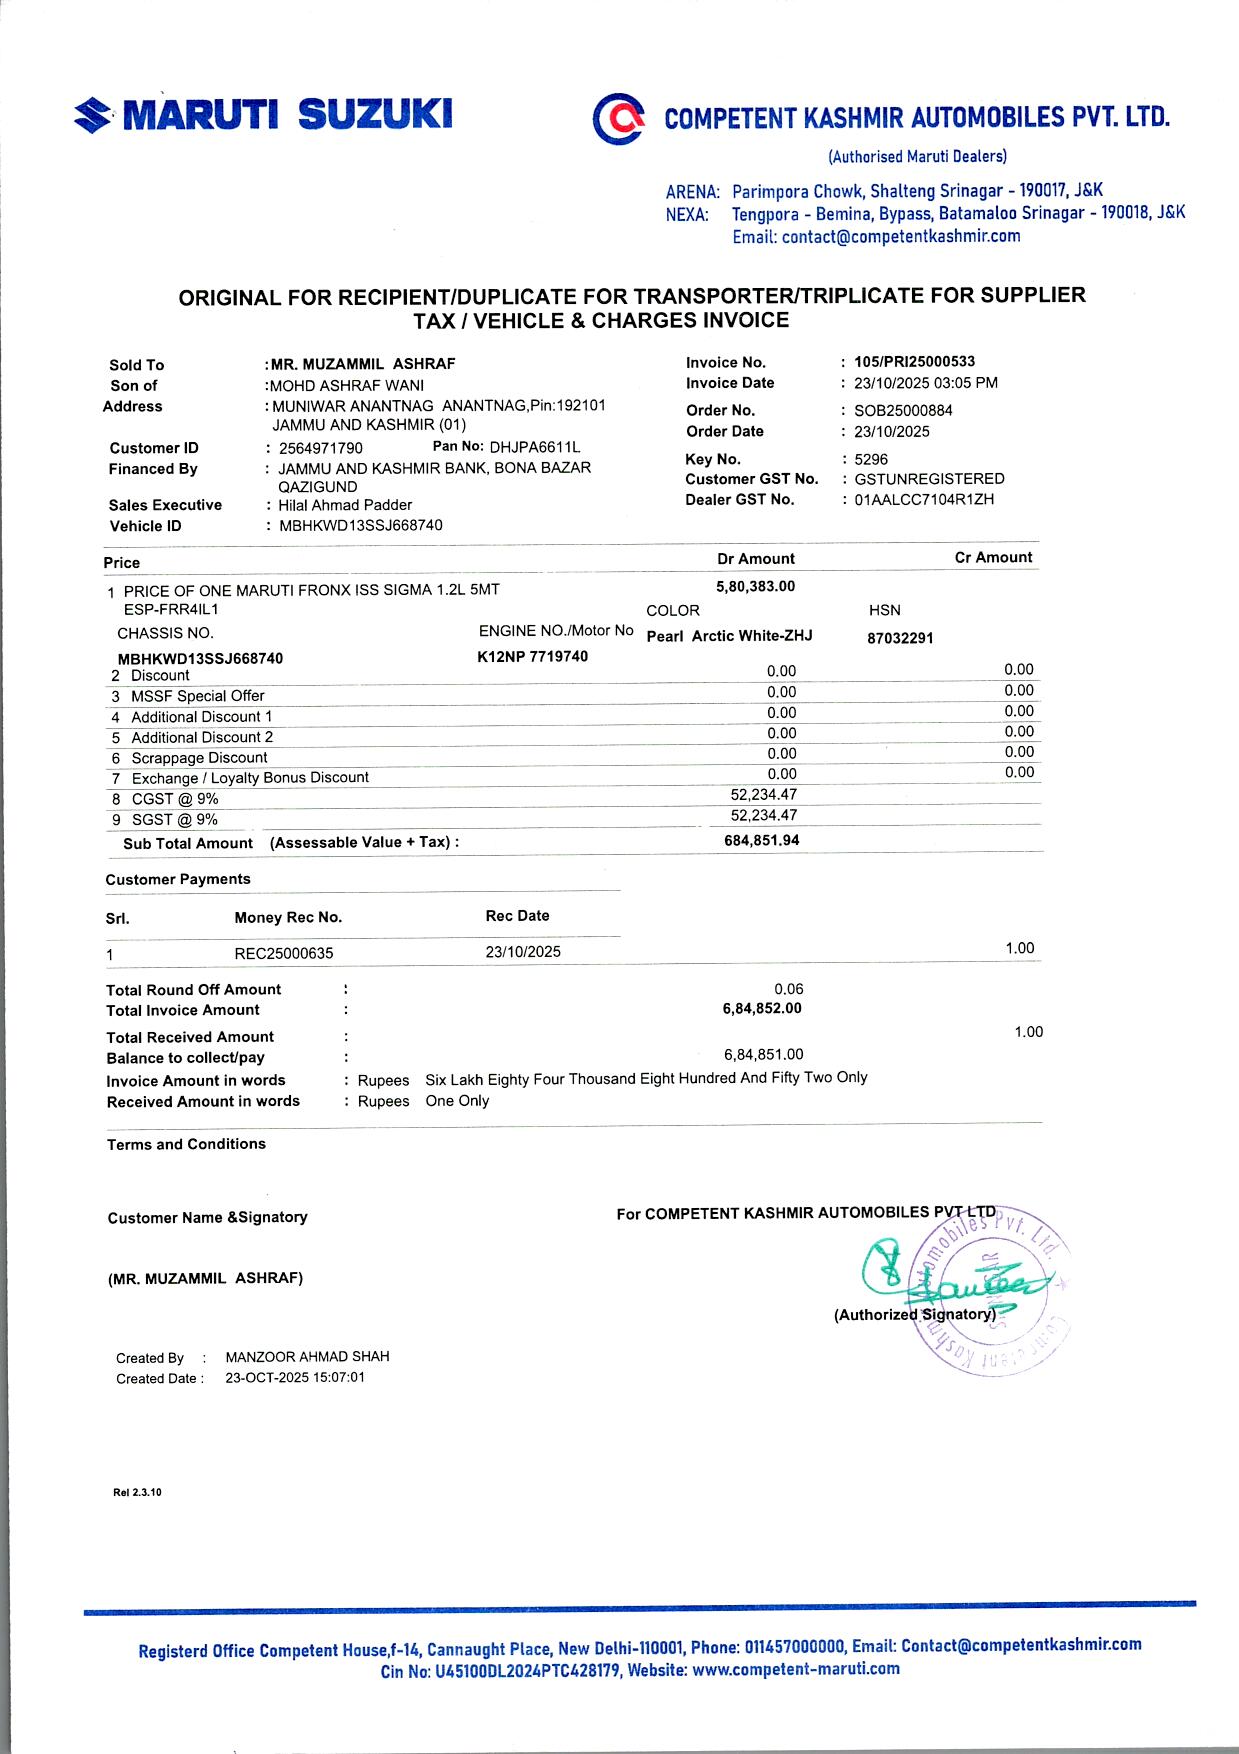 MARUTI SUZUKI
COMPETENT KASHMIR AUTOMOBILES PVT. LTD.
(Authorised Maruti Dealers)
ARENA: Parimpora Chowk, Shalteng Srinagar - 190017, J&K
NEXA: Tengpora - Bemina, Bypass, Batamaloo Srinagar - 190018, J&K
Email: contact@competentkashmir.com
ORIGINAL FOR RECIPIENT/DUPLICATE FOR TRANSPORTER/TRIPLICATE FOR SUPPLIER
TAX / VEHICLE & CHARGES INVOICE
Sold To :MR. MUZAMMIL ASHRAF
Son of :MOHD ASHRAF WANI
Address : MUNIWAR ANANTNAG ANANTNAG,Pin:192101
JAMMU AND KASHMIR (01)
Customer ID : 2564971790 Pan No: DHJPA6611L
Financed By : JAMMU AND KASHMIR BANK, BONA BAZAR
QAZIGUND
Sales Executive : Hilal Ahmad Padder
Vehicle ID : MBHKWD13SSJ668740
Invoice No. : 105/PRI25000533
Invoice Date : 23/10/2025 03:05 PM
Order No. : SOB25000884
Order Date : 23/10/2025
Key No. : 5296
Customer GST No. : GSTUNREGISTERED
Dealer GST No. : 01AALCC7104R1ZH
Price Dr Amount Cr Amount
1 PRICE OF ONE MARUTI FRONX ISS SIGMA 1.2L 5MT 5,80,383.00
ESP-FRR4IL1 COLOR HSN
CHASSIS NO. ENGINE NO./Motor No Pearl Arctic White-ZHJ 87032291
MBHKWD13SSJ668740 K12NP 7719740
2 Discount 0.00 0.00
3 MSSF Special Offer 0.00 0.00
4 Additional Discount 1 0.00 0.00
5 Additional Discount 2 0.00 0.00
6 Scrappage Discount 0.00 0.00
7 Exchange / Loyalty Bonus Discount 0.00 0.00
8 CGST @ 9% 52,234.47
9 SGST @ 9% 52,234.47
Sub Total Amount (Assessable Value + Tax) : 684,851.94
Customer Payments
Srl. Money Rec No. Rec Date
1 REC25000635 23/10/2025 1.00
Total Round Off Amount : 0.06
Total Invoice Amount : 6,84,852.00
Total Received Amount : 1.00
Balance to collect/pay : 6,84,851.00
Invoice Amount in words : Rupees Six Lakh Eighty Four Thousand Eight Hundred And Fifty Two Only
Received Amount in words : Rupees One Only
Terms and Conditions
Customer Name &Signatory
For COMPETENT KASHMIR AUTOMOBILES PVT LTD
(MR. MUZAMMIL ASHRAF)
(Authorized Signatory)
Created By : MANZOOR AHMAD SHAH
Created Date : 23-OCT-2025 15:07:01
Rel 2.3.10
Registerd Office Competent House,f-14, Cannaught Place, New Delhi-110001, Phone: 011457000000, Email: Contact@competentkashmir.com
Cin No: U45100DL2024PTC428179, Website: www.competent-maruti.com